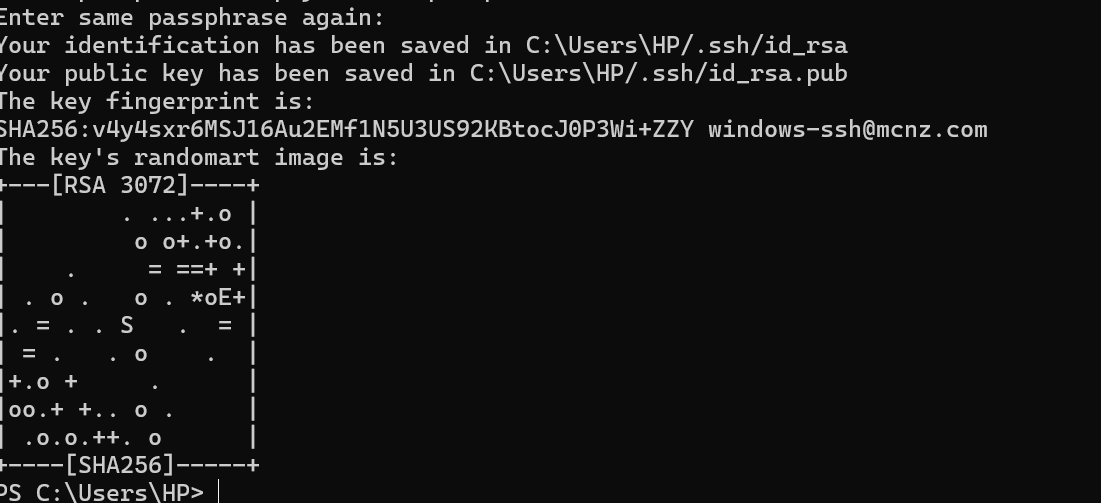 Enter same passphrase again:
Your identification has been saved in C:\Users\HP/.ssh/id_rsa
Your public key has been saved in C:\Users\HP/.ssh/id_rsa.pub
The key fingerprint is:
SHA256:v4y4sxr6MSJ16Au2EMf1N5U3US92KBtocJ0P3Wi+ZZY windows-ssh@mcnz.com
The key's randomart image is:
+---[RSA 3072]----+
|        . ...+.o |
|         o o+.+o.|
|    .     = ==+ +|
| . o .   o . *oE+|
|. = . . S   .  = |
| = .   . o    .  |
|+.o +     .      |
|oo.+ +.. o .     |
| .o.o.++. o      |
+----[SHA256]-----+
PS C:\Users\HP>